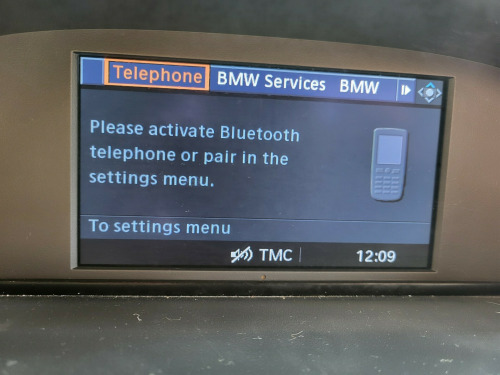 Telephone BMW Services BMW
Please activate Bluetooth
telephone or pair in the
settings menu.
To settings menu
TMC 12:09